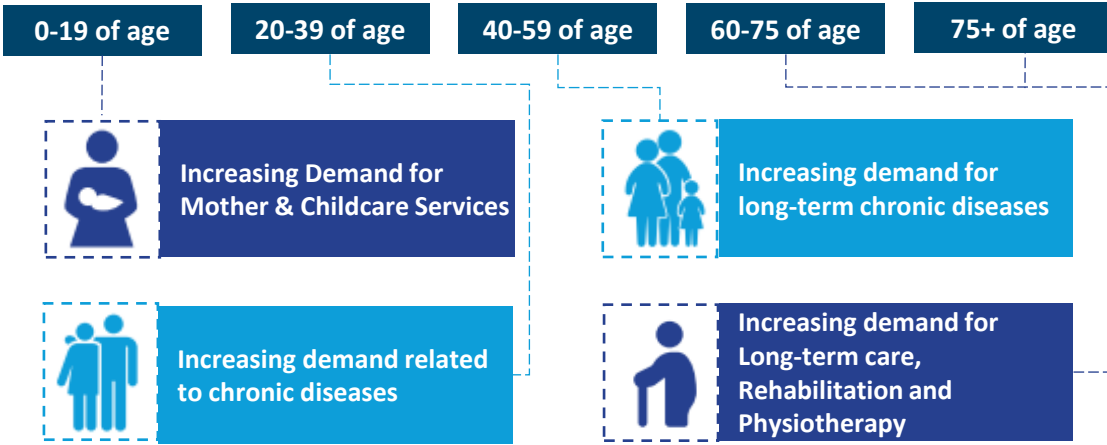 0-19 of age
20-39 of age
40-59 of age
60-75 of age
75+ of age
Increasing Demand for
Mother & Childcare Services
Increasing demand for
long-term chronic diseases
Increasing demand related
to chronic diseases
Increasing demand for
Long-term care,
Rehabilitation and
Physiotherapy